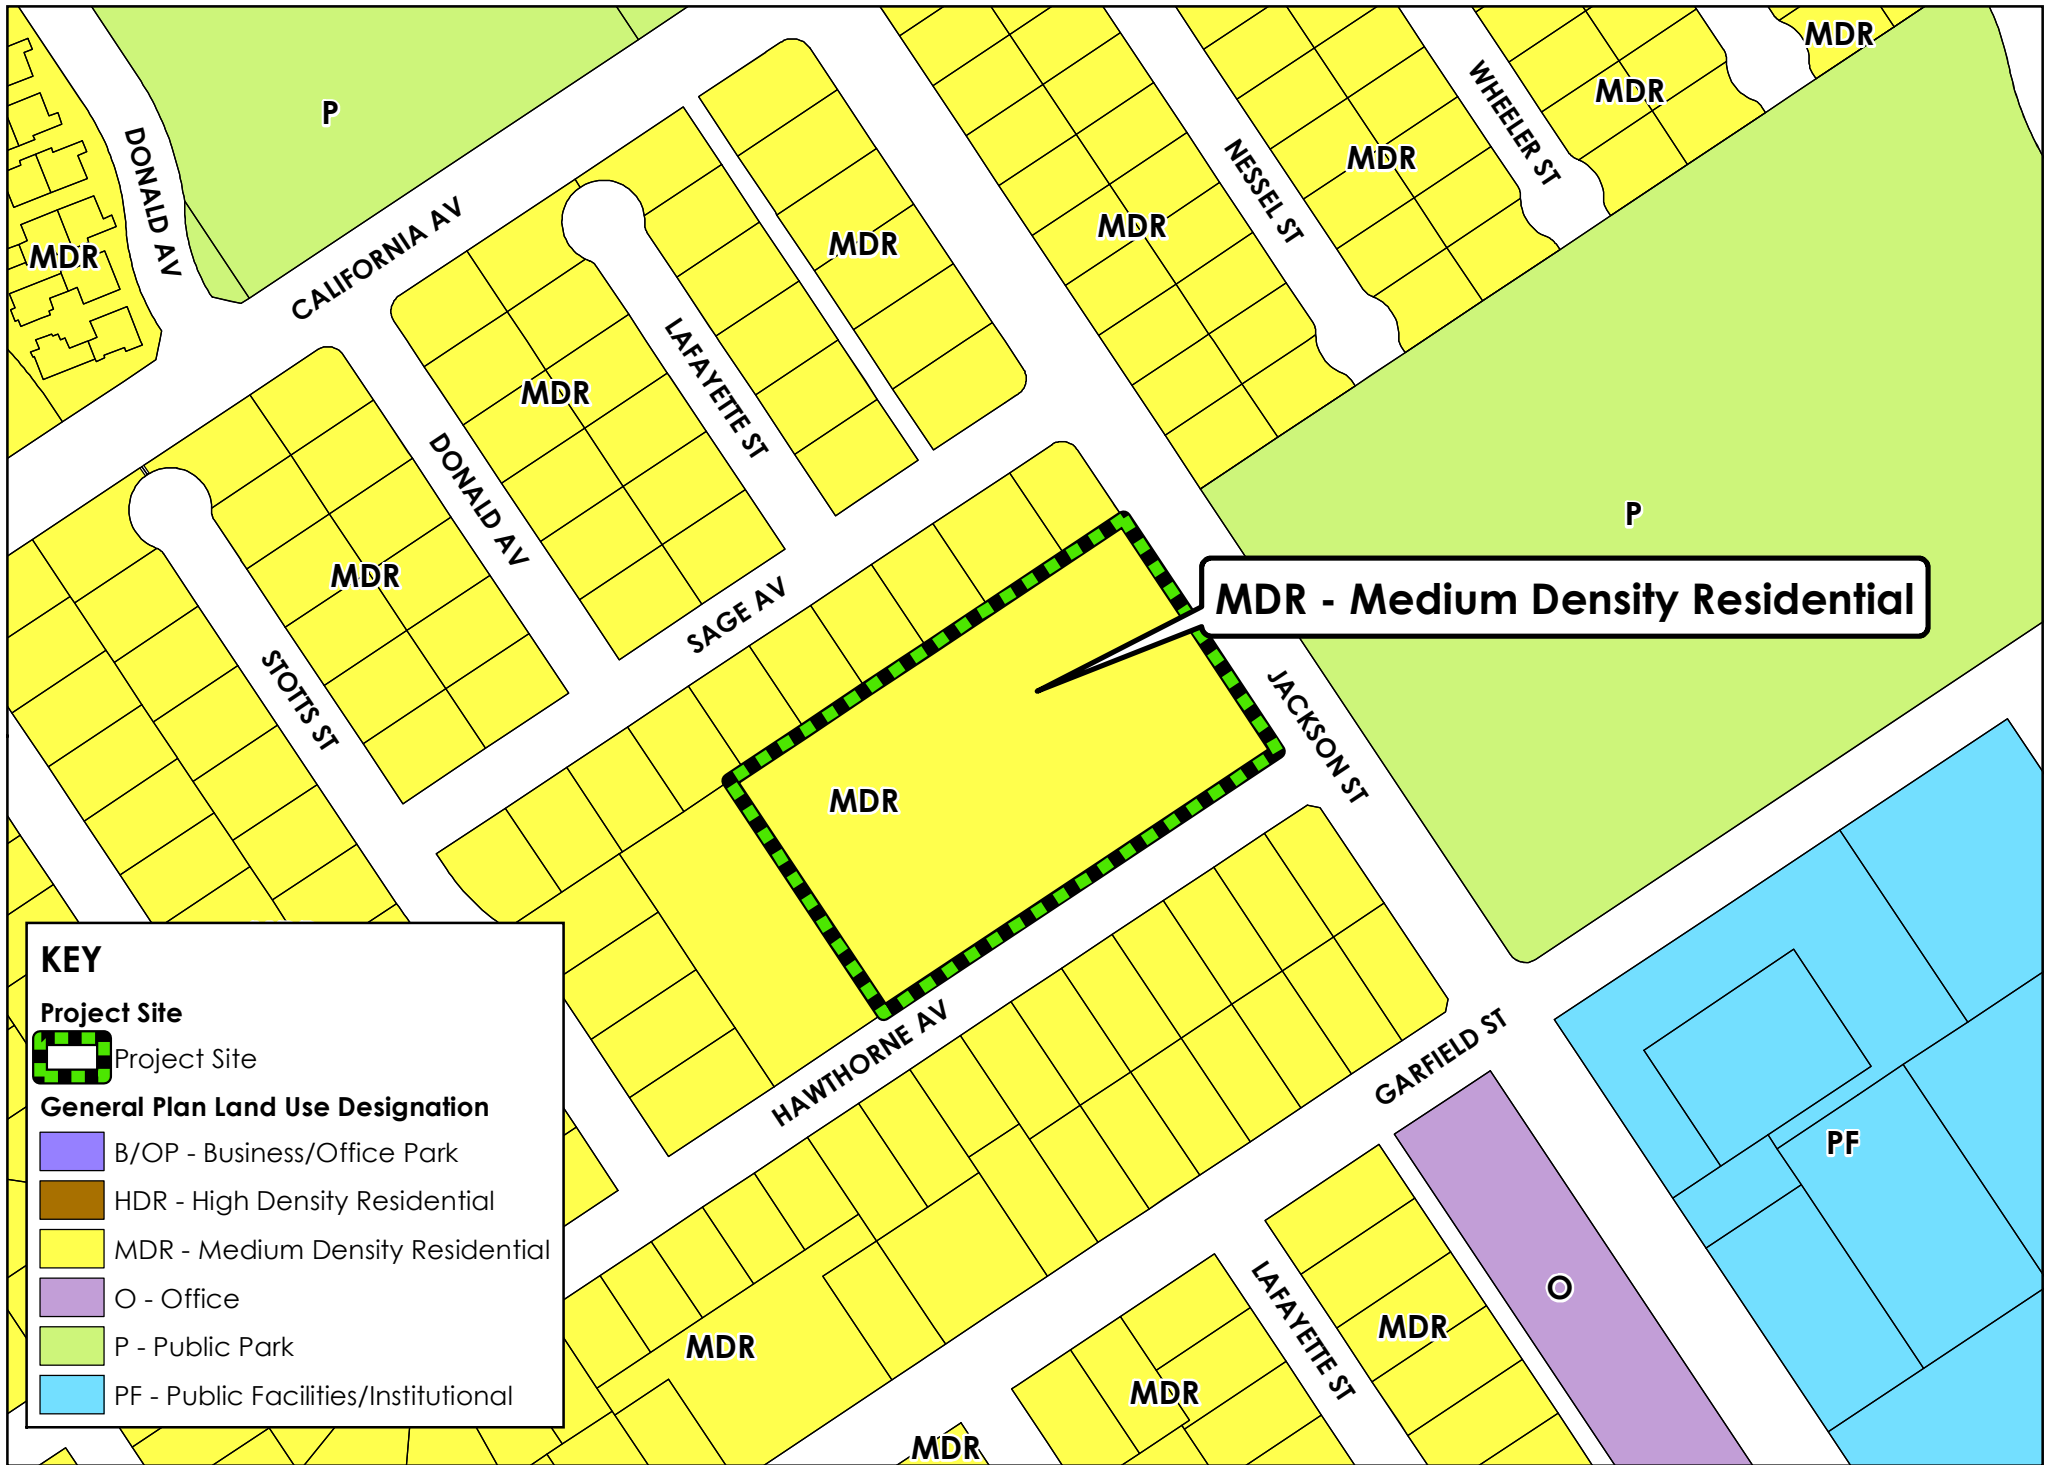 MDR
P
WHEELER ST
MDR
DONALD AV
NESSEL ST
MDR
CALIFORNIA AV
MDR
MDR
MDR
LAFAYETTE ST
MDR
DONALD AV
P
MDR
SAGE AV
MDR - Medium Density Residential
STOTTS ST
JACKSON ST
MDR
HAWTHORNE AV
GARFIELD ST
PF
O
LAFAYETTE ST
MDR
MDR
MDR
MDR
KEY
Project Site
Project Site
General Plan Land Use Designation
B/OP - Business/Office Park
HDR - High Density Residential
MDR - Medium Density Residential
O - Office
P - Public Park
PF - Public Facilities/Institutional